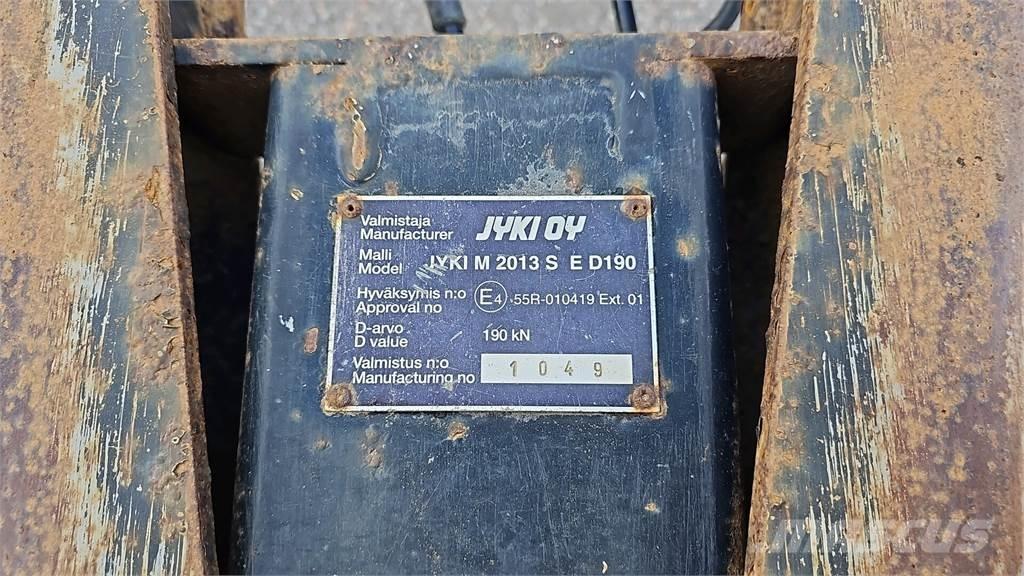 Valmistaja
Manufacturer
JYKI OY
Malli
Model
JYKI M 2013 S E D190
Hyväksymis n:o
Approval no
E4 -55R-010419 Ext. 01
D-arvo
D value
190 kN
Valmistus n:o
Manufacturing no
1049
MASCUS